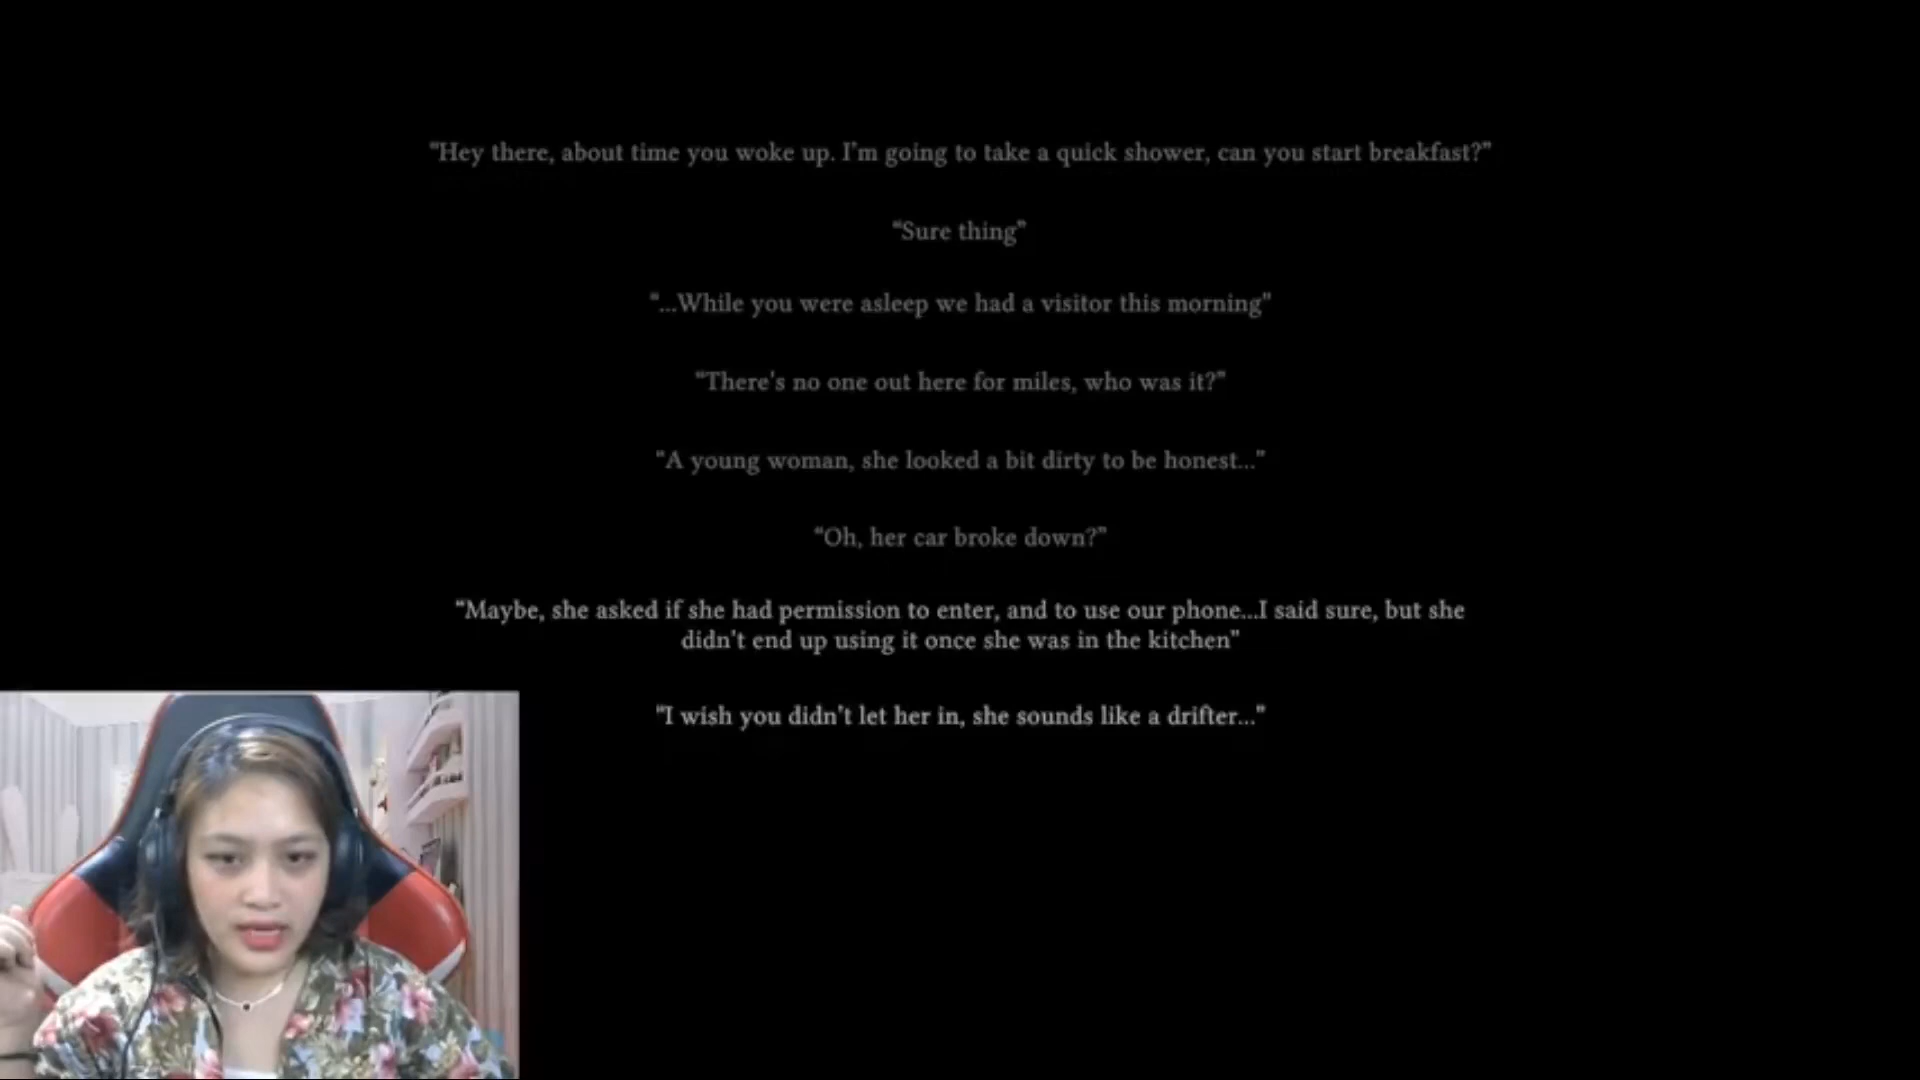 “Hey there, about time you woke up. I’m going to take a quick shower, can you start breakfast?”
“Sure thing”
“...While you were asleep we had a visitor this morning"
“There's no one out here for miles, who was it?”
“A young woman, she looked a bit dirty to be honest...”
“Oh, her car broke down?”
“Maybe, she asked if she had permission to enter, and to use our phone...I said sure, but she
didn't end up using it once she was in the kitchen”
“I wish you didn’t let her in, she sounds like a drifter...”